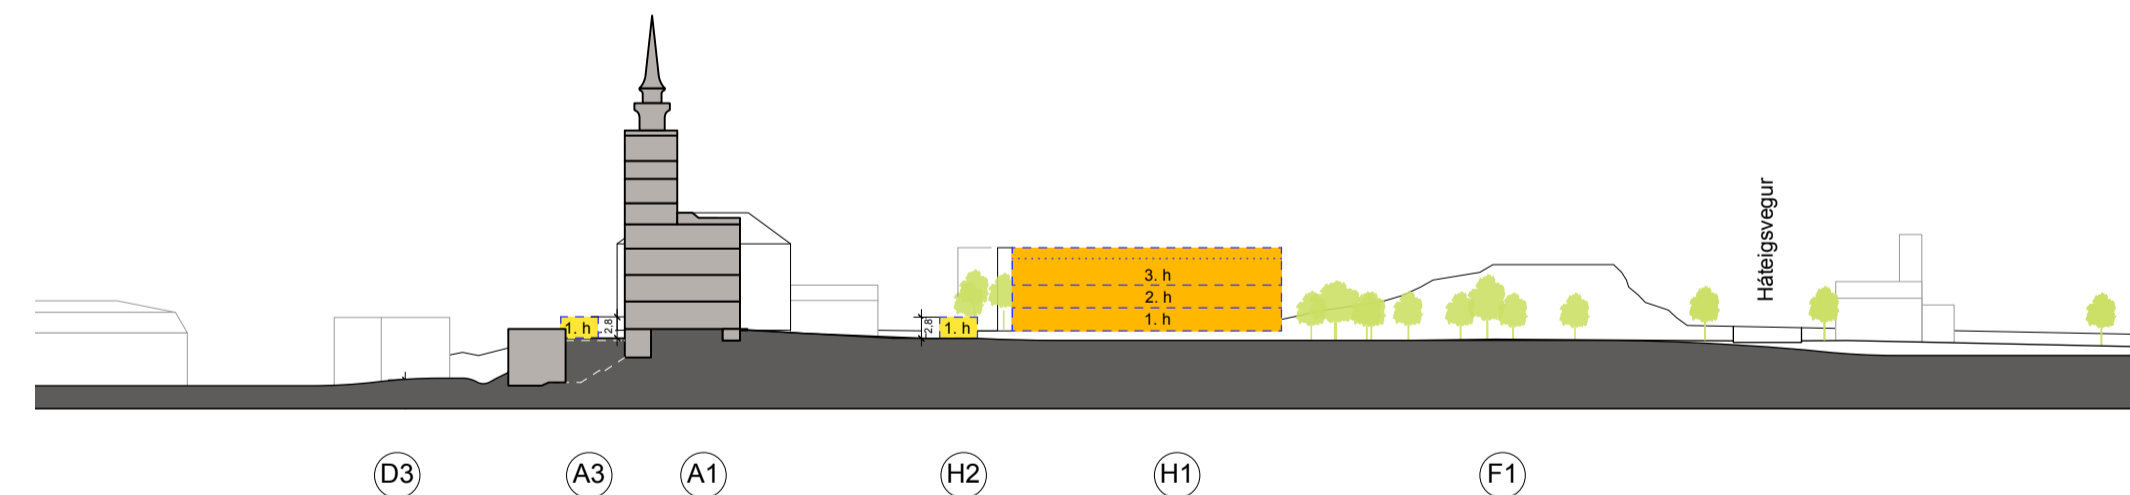 Háteigsvegur
3. h
2. h
1. h
1. h
2,8
2,8
1. h
D3
A3
A1
H2
H1
F1